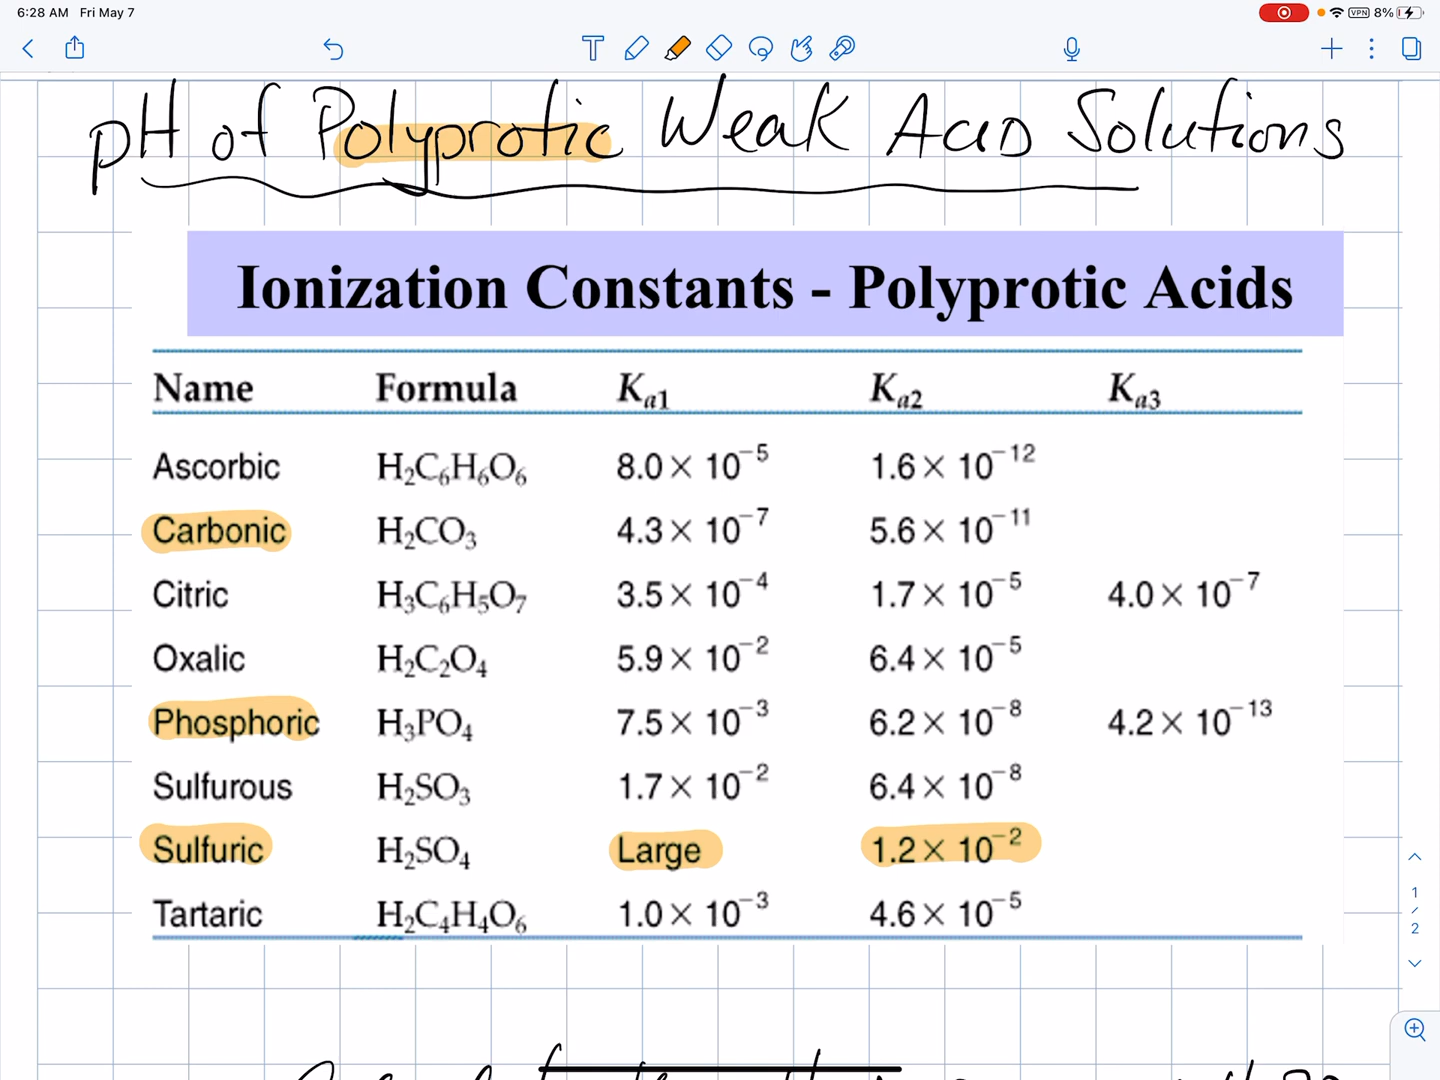 6:28 AM Fri May 7
VPN 8%
T
pH of Polyprotic Weak Acid Solutions
Ionization Constants - Polyprotic Acids
Name Formula Ka1 Ka2 Ka3
Ascorbic H₂C₆H₆O₆ 8.0 × 10⁻⁵ 1.6 × 10⁻¹²
Carbonic H₂CO₃ 4.3 × 10⁻⁷ 5.6 × 10⁻¹¹
Citric H₃C₆H₅O₇ 3.5 × 10⁻⁴ 1.7 × 10⁻⁵ 4.0 × 10⁻⁷
Oxalic H₂C₂O₄ 5.9 × 10⁻² 6.4 × 10⁻⁵
Phosphoric H₃PO₄ 7.5 × 10⁻³ 6.2 × 10⁻⁸ 4.2 × 10⁻¹³
Sulfurous H₂SO₃ 1.7 × 10⁻² 6.4 × 10⁻⁸
Sulfuric H₂SO₄ Large 1.2 × 10⁻²
Tartaric H₂C₄H₄O₆ 1.0 × 10⁻³ 4.6 × 10⁻⁵
1
/
2